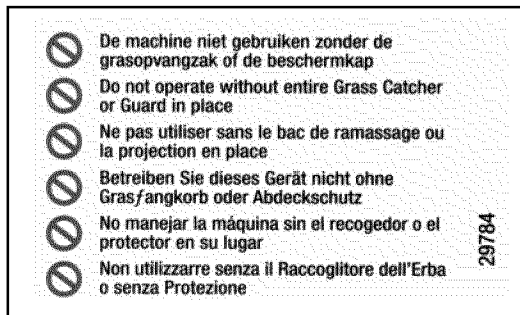 De machine niet gebruiken zonder de
grasopvangzak of de beschermkap
Do not operate without entire Grass Catcher
or Guard in place
Ne pas utiliser sans le bac de ramassage ou
la projection en place
Betreiben Sie dieses Gerät nicht ohne
Grasfangkorb oder Abdeckschutz
No manejar la máquina sin el recogedor o el
protector en su lugar
Non utilizzarre senza il Raccoglitore dell'Erba
o senza Protezione
29784